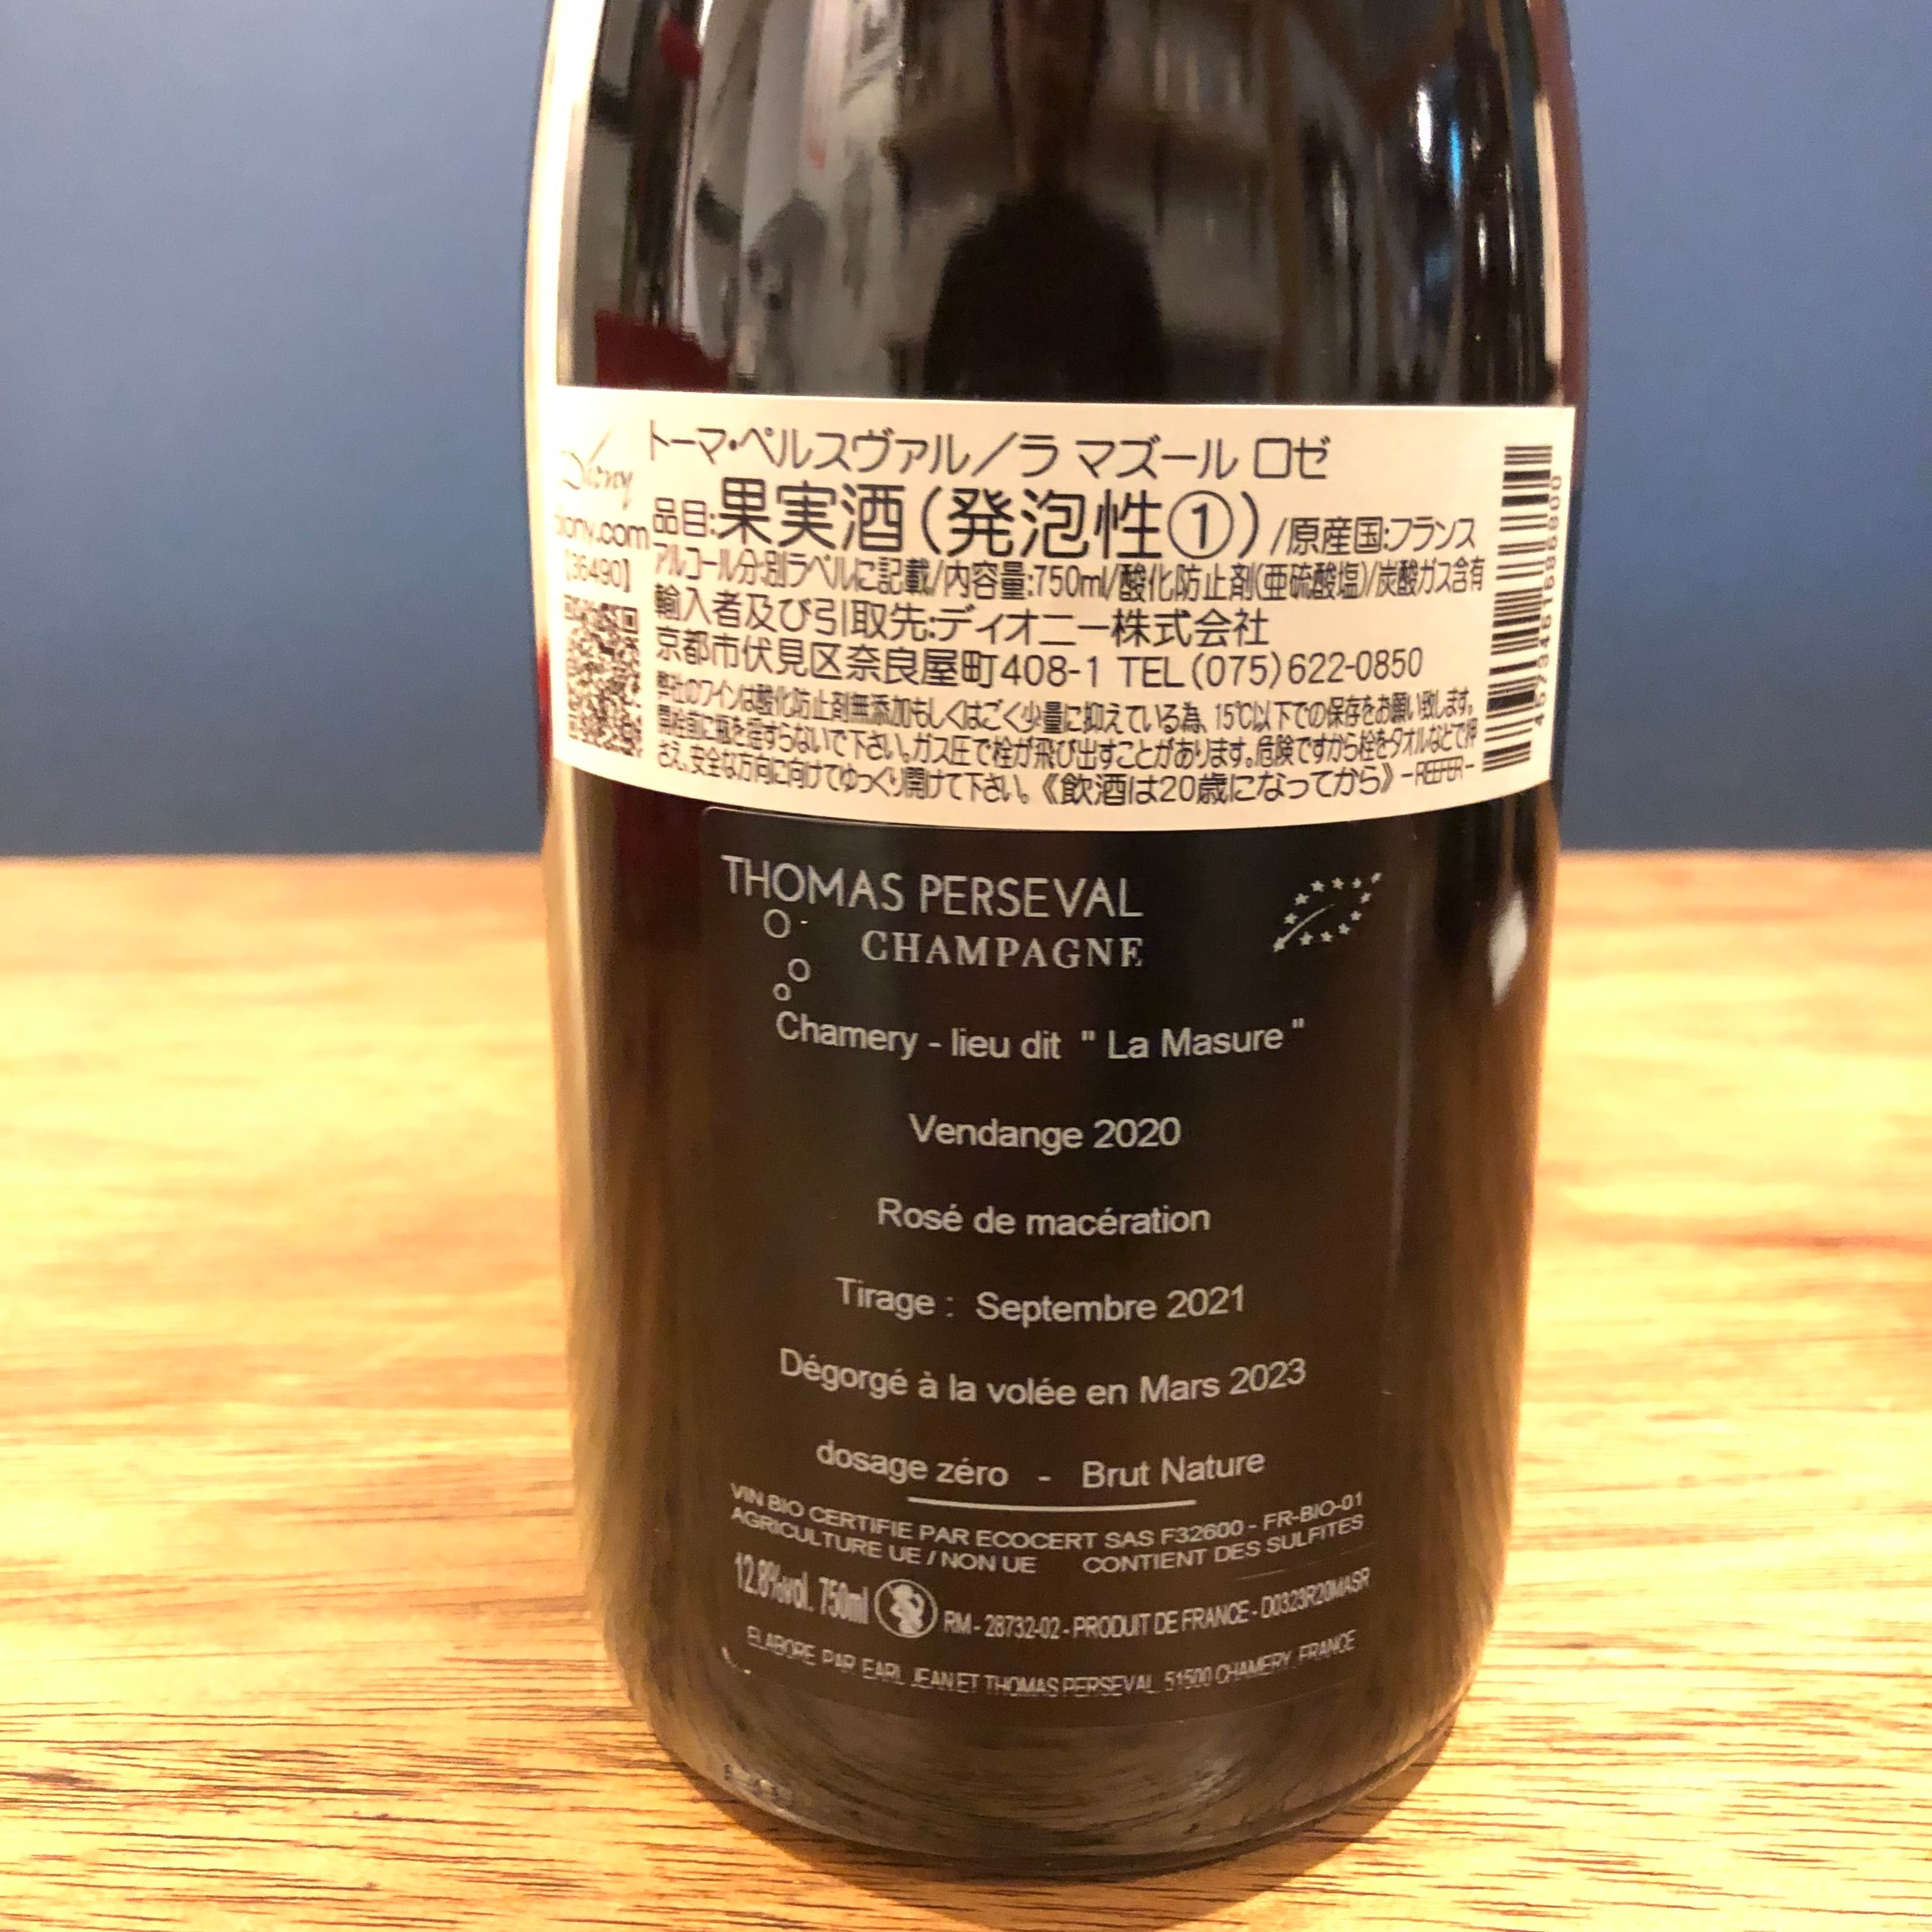 トーマ・ペルスヴァル／ラ マズール ロゼ
Diony
diony.com
【36490】
品目:果実酒(発泡性①)/原産国:フランス
アルコール分:別ラベルに記載/内容量:750ml/酸化防止剤(亜硫酸塩)/炭酸ガス含有
輸入者及び引取先:ディオニー株式会社
京都市伏見区奈良屋町408-1 TEL(075)622-0850
弊社のワインは酸化防止剤無添加もしくはごく少量に抑えている為、15℃以下での保存をお願い致します。
開栓前に瓶を揺すらないで下さい。ガス圧で栓が飛び出すことがあります。危険ですから栓をタオルなどで押
さえ、安全な方向に向けてゆっくり開けて下さい。《飲酒は20歳になってから》-REEFER-
THOMAS PERSEVAL
CHAMPAGNE
Chamery - lieu dit " La Masure "
Vendange 2020
Rosé de macération
Tirage : Septembre 2021
Dégorgé à la volée en Mars 2023
dosage zéro - Brut Nature
VIN BIO CERTIFIE PAR ECOCERT SAS F32600 - FR-BIO-01
AGRICULTURE UE / NON UE CONTIENT DES SULFITES
12.8%vol. 750ml RM - 28732-02 - PRODUIT DE FRANCE - D0323R20MASR
ELABORE PAR EARL JEAN ET THOMAS PERSEVAL 51500 CHAMERY, FRANCE